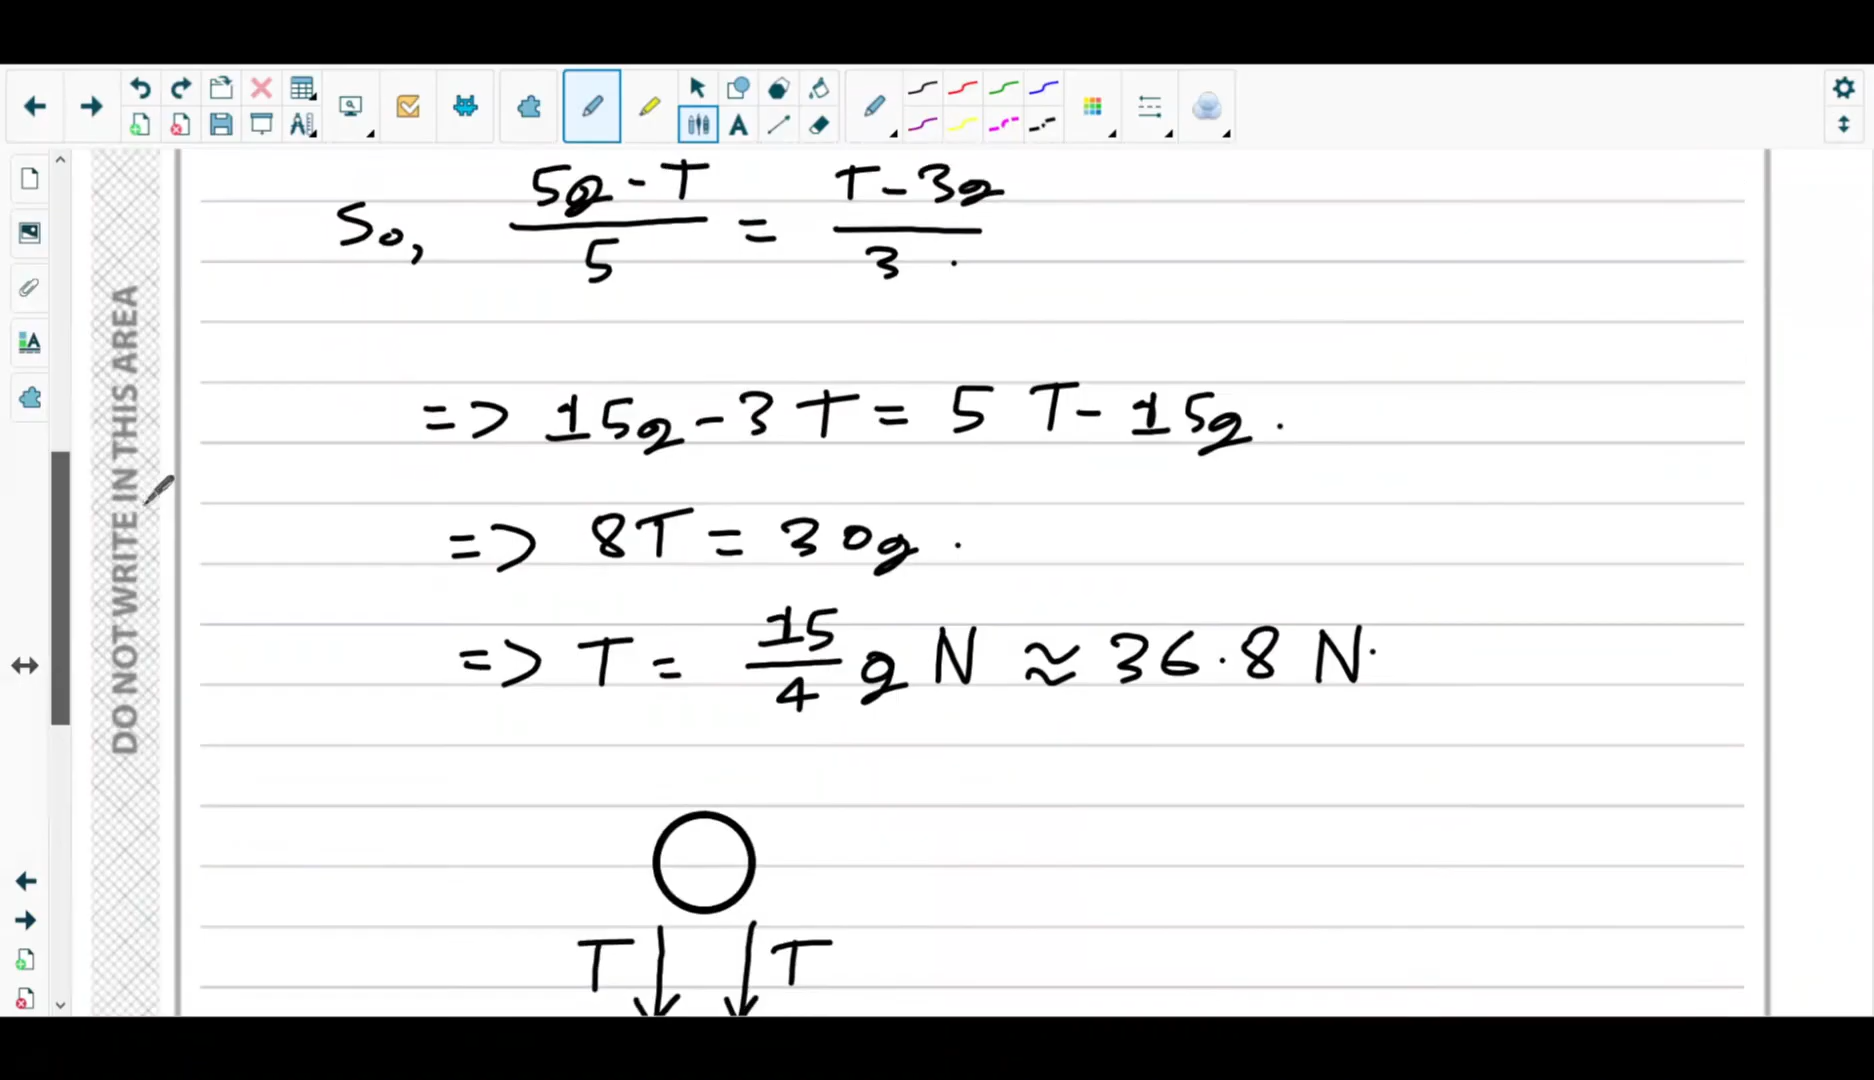 So, (5g - T)/5 = (T - 3g)/3 .
=> 15g - 3T = 5T - 15g .
=> 8T = 30g .
=> T = 15/4 g N ≈ 36.8 N.
T T
DO NOT WRITE IN THIS AREA